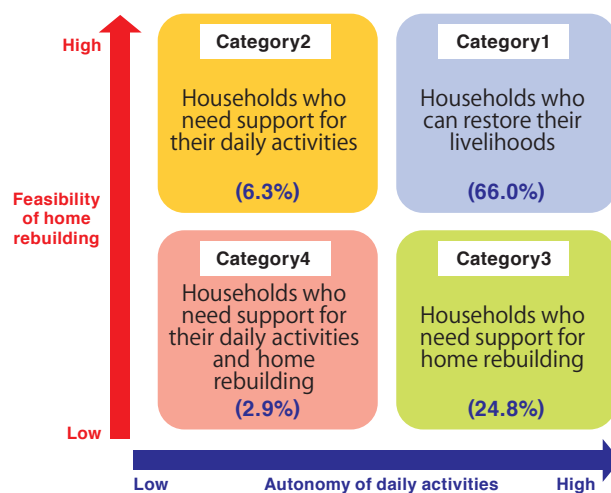 High
Feasibility
of home
rebuilding
Low
Category2
Households who
need support for
their daily activities
(6.3%)
Category1
Households who
can restore their
livelihoods
(66.0%)
Category4
Households who
need support for
their daily activities
and home
rebuilding
(2.9%)
Category3
Households who
need support for
home rebuilding
(24.8%)
Low
Autonomy of daily activities
High